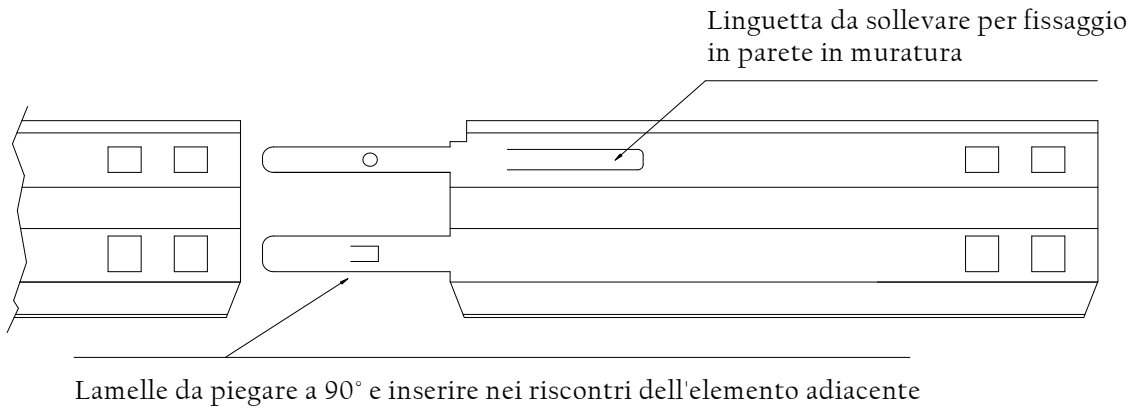 Linguetta da sollevare per fissaggio
in parete in muratura
Lamelle da piegare a 90° e inserire nei riscontri dell'elemento adiacente